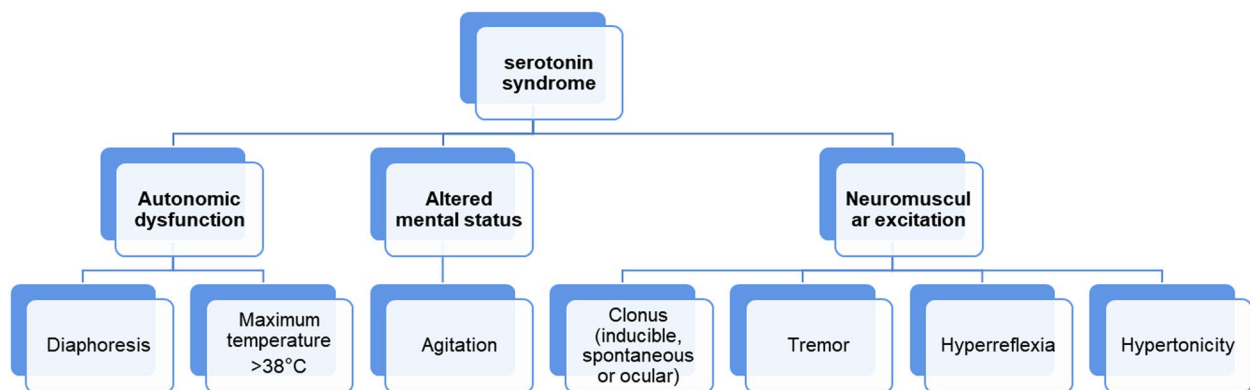 serotonin
syndrome
Autonomic
dysfunction
Altered
mental status
Neuromuscul
ar excitation
Diaphoresis
Maximum
temperature
>38°C
Agitation
Clonus
(inducible,
spontaneous
or ocular)
Tremor
Hyperreflexia
Hypertonicity